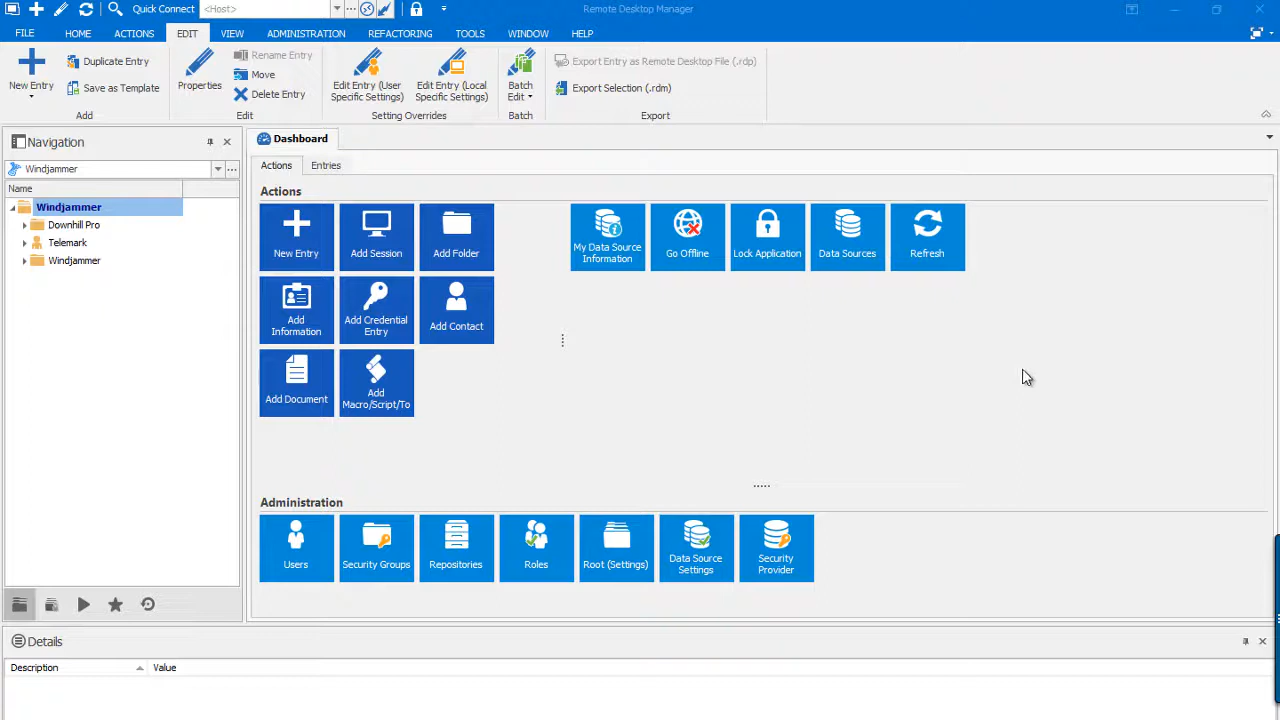 Quick Connect <Host>
Remote Desktop Manager
FILE HOME ACTIONS EDIT VIEW ADMINISTRATION REFACTORING TOOLS WINDOW HELP
New Entry
Duplicate Entry
Save as Template
Add
Properties
Rename Entry
Move
Delete Entry
Edit
Edit Entry (User
Specific Settings)
Edit Entry (Local
Specific Settings)
Setting Overrides
Batch
Edit
Batch
Export Entry as Remote Desktop File (.rdp)
Export Selection (.rdm)
Export
Navigation
Windjammer
Name
Windjammer
Downhill Pro
Telemark
Windjammer
Dashboard
Actions Entries
Actions
New Entry
Add Session
Add Folder
My Data Source
Information
Go Offline
Lock Application
Data Sources
Refresh
Add
Information
Add Credential
Entry
Add Contact
Add Document
Add
Macro/Script/To
Administration
Users
Security Groups
Repositories
Roles
Root (Settings)
Data Source
Settings
Security
Provider
Details
Description Value